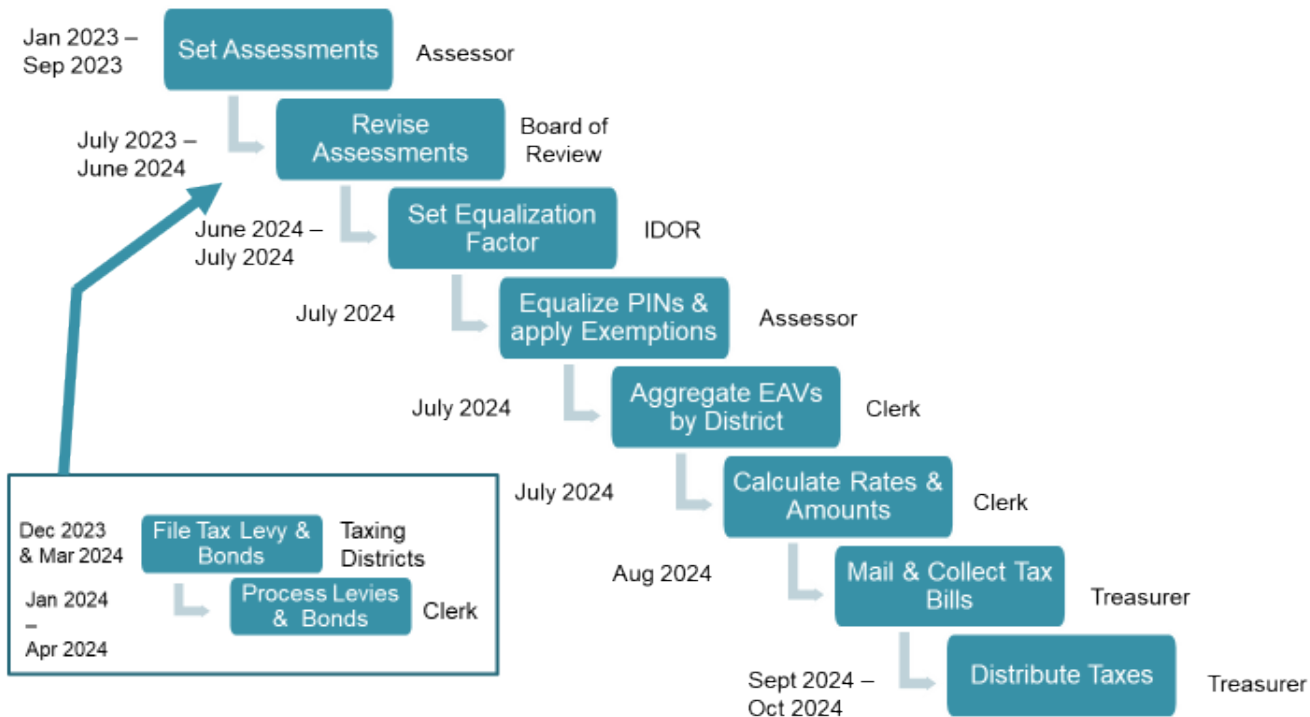 Jan 2023 –
Sep 2023
Set Assessments
Assessor
July 2023 –
June 2024
Revise
Assessments
Board of
Review
June 2024 –
July 2024
Set Equalization
Factor
IDOR
July 2024
Equalize PINs &
apply Exemptions
Assessor
July 2024
Aggregate EAVs
by District
Clerk
July 2024
Calculate Rates &
Amounts
Clerk
Aug 2024
Mail & Collect Tax
Bills
Treasurer
Sept 2024 –
Oct 2024
Distribute Taxes
Treasurer
Dec 2023
& Mar 2024
File Tax Levy &
Bonds
Taxing
Districts
Jan 2024
–
Apr 2024
Process Levies
& Bonds
Clerk